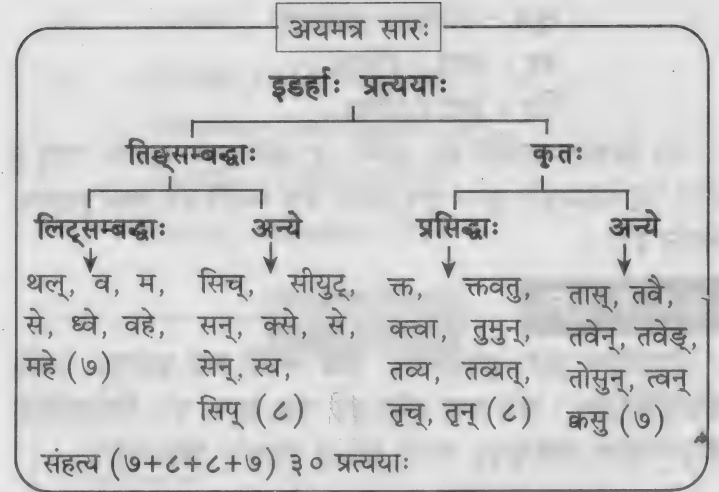 अयमत्र सारः
इडर्हाः प्रत्ययाः
तिङ्सम्बद्धाः
कृतः
लिट्सम्बद्धाः
अन्ये
प्रसिद्धाः
अन्ये
थल्, व, म,
से, ध्वे, वहे,
महे (७)
सिच्, सीयुट्,
सन्, क्से, से,
सेन्, स्य,
सिप् (८)
क्त, क्तवतु,
क्त्वा, तुमुन्,
तव्य, तव्यत्,
तृच्, तृन् (८)
तास्, तवै,
तवेन्, तवेङ्,
तोसुन्, त्वन्
क्वसु (७)
संहत्य (७+८+८+७) ३० प्रत्ययाः